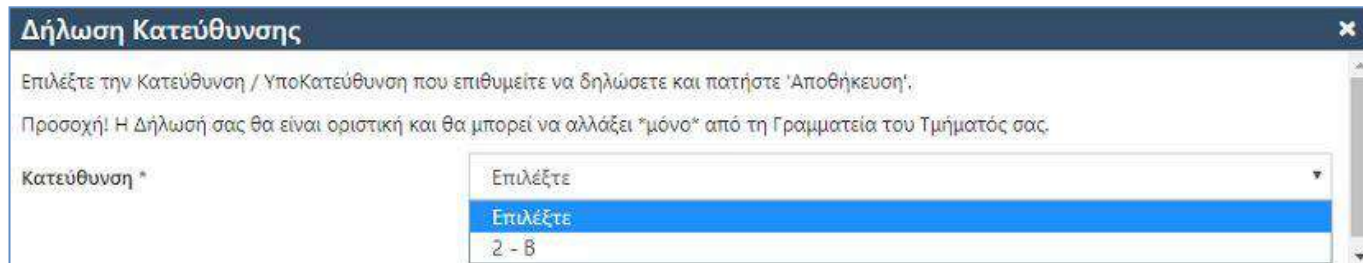 Δήλωση Κατεύθυνσης
Επιλέξτε την Κατεύθυνση / ΥποΚατεύθυνση που επιθυμείτε να δηλώσετε και πατήστε 'Αποθήκευση'.
Προσοχή! Η Δήλωσή σας θα είναι οριστική και θα μπορεί να αλλάξει *μόνο* από τη Γραμματεία του Τμήματός σας.
Κατεύθυνση * Επιλέξτε
Επιλέξτε
2 - Β